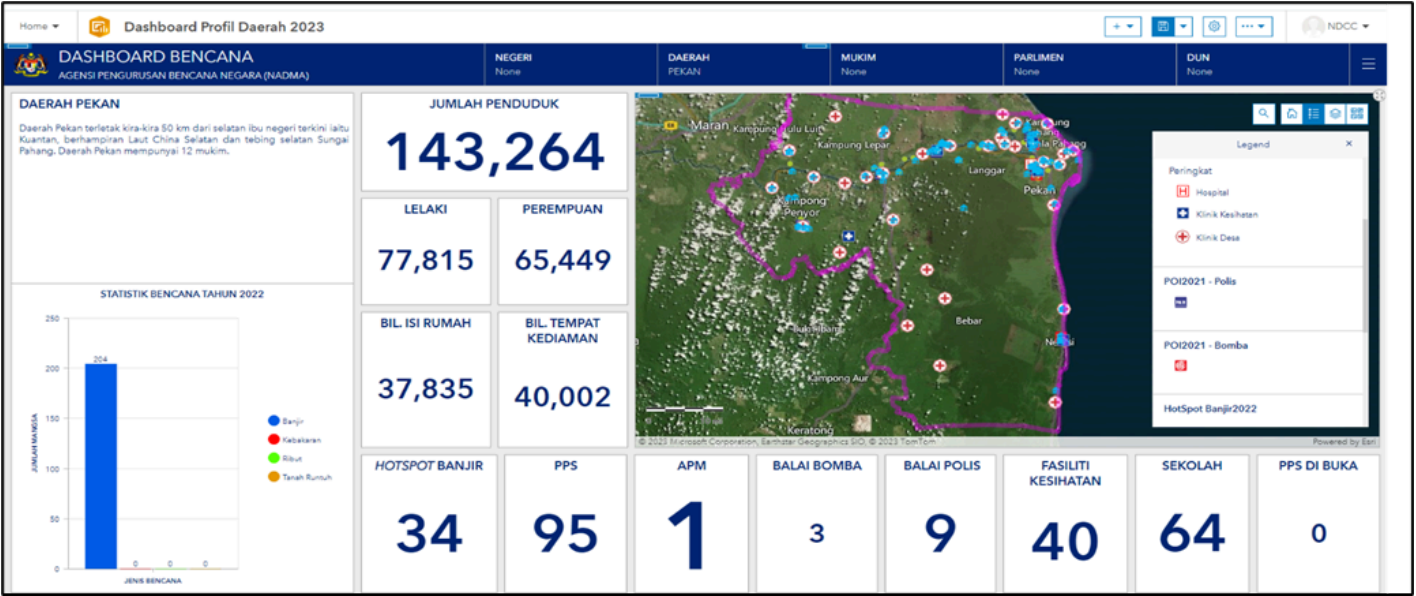 Home
Dashboard Profil Daerah 2023
NDCC
DASHBOARD BENCANA
AGENSI PENGURUSAN BENCANA NEGARA (NADMA)
NEGERI
None
DAERAH
PEKAN
MUKIM
None
PARLIMEN
None
DUN
None
DAERAH PEKAN
Daerah Pekan terletak kira-kira 50 km dari selatan ibu negeri terkini iaitu
Kuantan, berhampiran Laut China Selatan dan tebing selatan Sungai
Pahang. Daerah Pekan mempunyai 12 mukim.
STATISTIK BENCANA TAHUN 2022
250
200
150
100
50
0
JUMLAH MANGSA
204
0
0
0
JENIS BENCANA
Banjir
Kebakaran
Ribut
Tanah Runtuh
JUMLAH PENDUDUK
143,264
LELAKI
77,815
PEREMPUAN
65,449
BIL. ISI RUMAH
37,835
BIL. TEMPAT
KEDIAMAN
40,002
Maran
Kampung Lepar
Langgar
Pekan
Kampong
Penyor
Bebar
Kampong Aur
Keratong
© 2023 Microsoft Corporation, Earthstar Geographics SIO, © 2023 TomTom
Powered by Esri
Legend
Peringkat
Hospital
Klinik Kesihatan
Klinik Desa
POI2021 - Polis
POI2021 - Bomba
HotSpot Banjir2022
HOTSPOT BANJIR
34
PPS
95
APM
1
BALAI BOMBA
3
BALAI POLIS
9
FASILITI
KESIHATAN
40
SEKOLAH
64
PPS DI BUKA
0